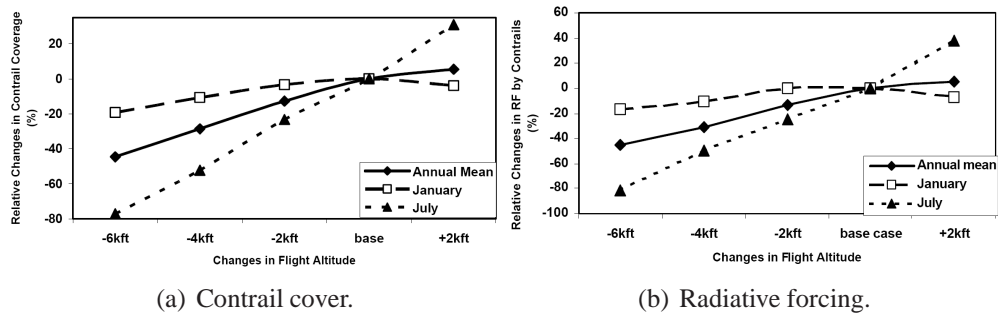 Relative Changes in Contrail Coverage
(%)
20
0
-20
-40
-60
-80
Annual Mean
January
July
-6kft
-4kft
-2kft
base
+2kft
Changes in Flight Altitude
(a) Contrail cover.
Relative Changes in RF by Contrails
(%)
60
40
20
0
-20
-40
-60
-80
-100
Annual mean
January
July
-6kft
-4kft
-2kft
base case
+2kft
Changes in Flight Altitude
(b) Radiative forcing.